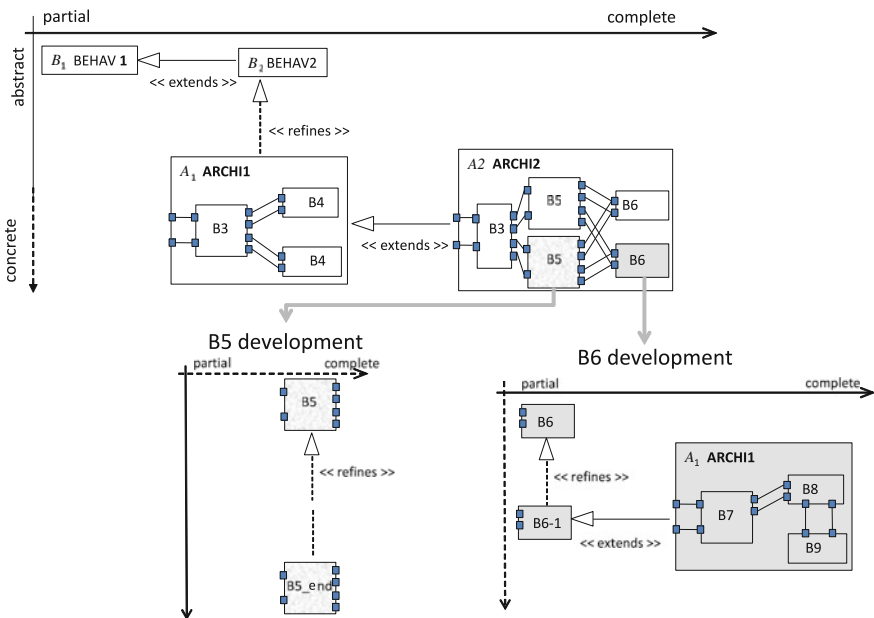 partial complete
abstract
B₁ BEHAV 1
B₂ BEHAV2
<< extends >>
<< refines >>
A₁ ARCHI1
B3
B4
B4
<< extends >>
A2 ARCHI2
B3
B5
B5
B6
B6
concrete
B5 development
partial complete
B5
<< refines >>
B5_end
B6 development
partial complete
B6
<< refines >>
B6-1
<< extends >>
A₁ ARCHI1
B7
B8
B9